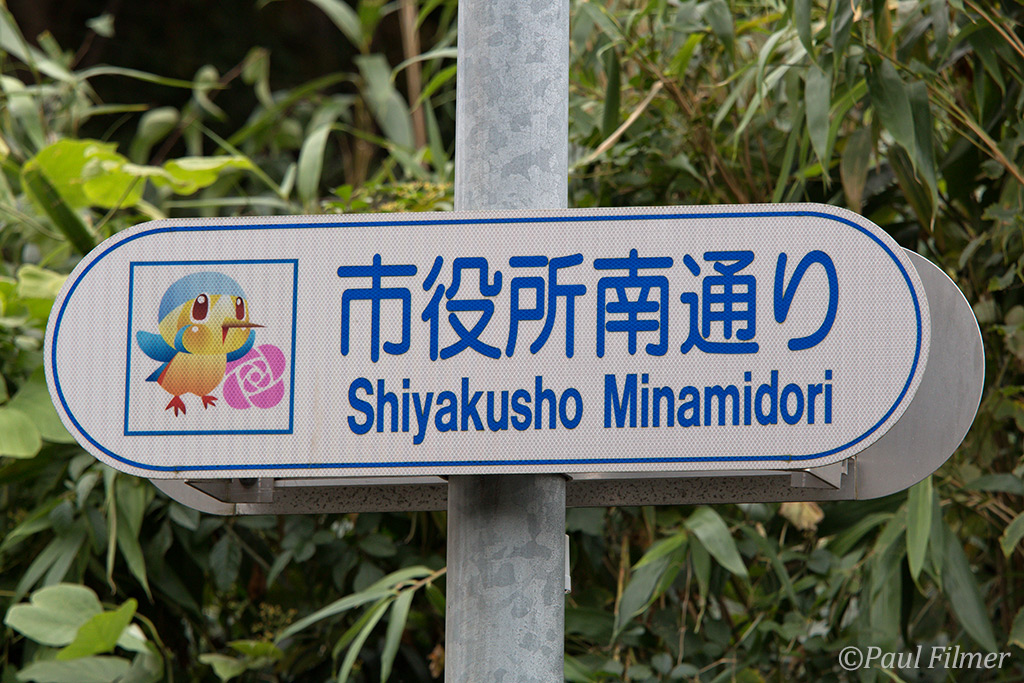 市役所南通り
Shiyakusho Minamidori
©Paul Filmer